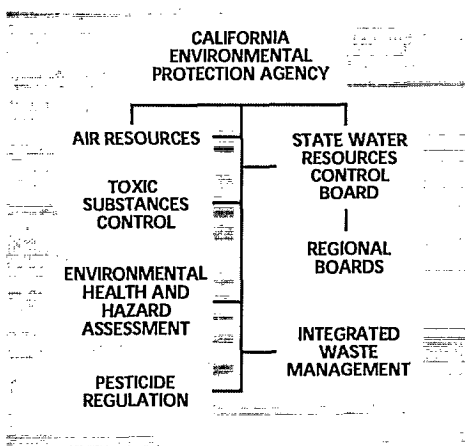 CALIFORNIA
ENVIRONMENTAL
PROTECTION AGENCY
AIR RESOURCES
TOXIC
SUBSTANCES
CONTROL
ENVIRONMENTAL
HEALTH AND
HAZARD
ASSESSMENT
PESTICIDE
REGULATION
STATE WATER
RESOURCES
CONTROL
BOARD
REGIONAL
BOARDS
INTEGRATED
WASTE
MANAGEMENT